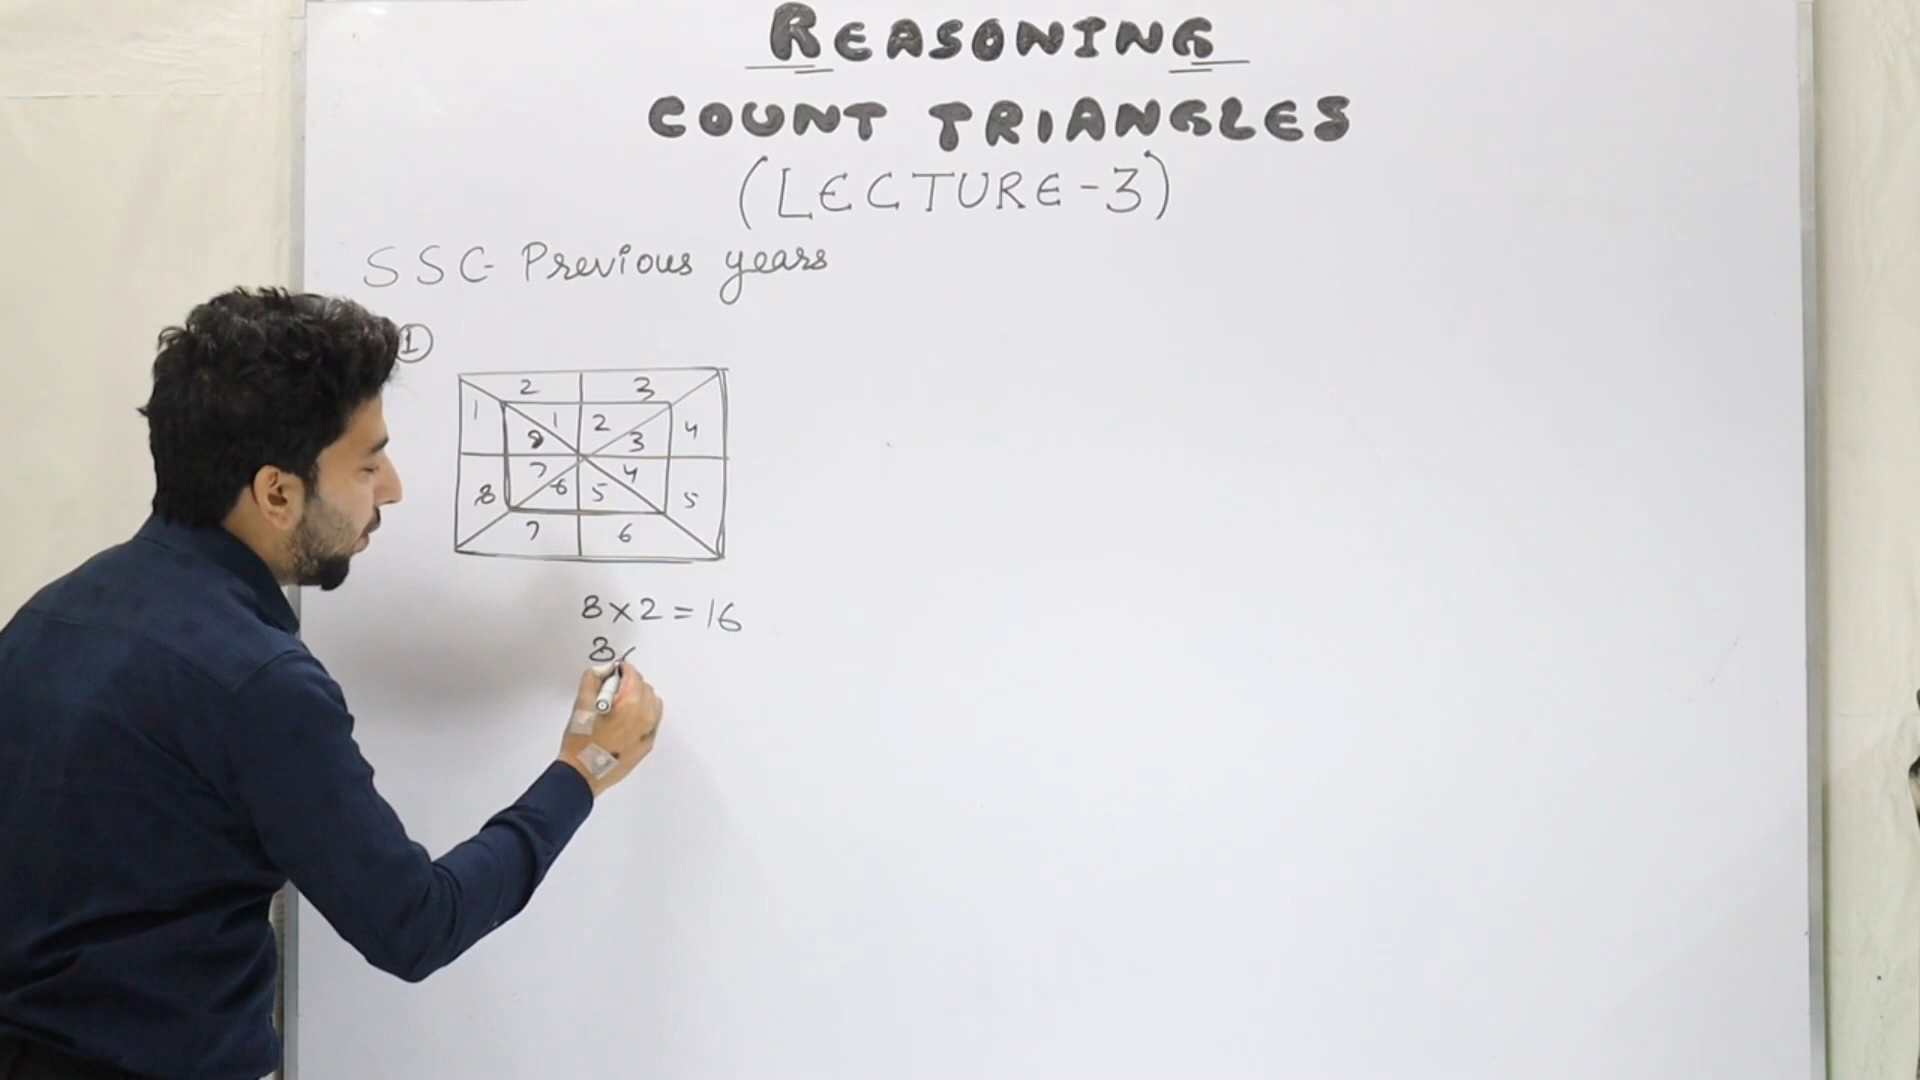 REASONING
COUNT TRIANGLES
(LECTURE-3)
SSC Previous years
1
2 3
1 1 2 4
8 3
7 4
8 6 5 5
7 6
8×2=16
8